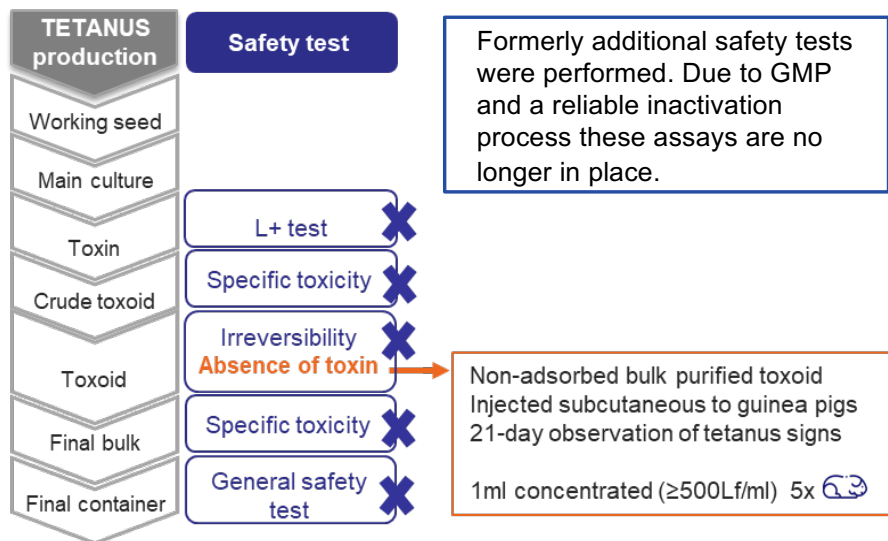 TETANUS
production
Safety test
Formerly additional safety tests
were performed. Due to GMP
and a reliable inactivation
process these assays are no
longer in place.
Working seed
Main culture
Toxin
L+ test
Crude toxoid
Specific toxicity
Toxoid
Irreversibility
Absence of toxin
Non-adsorbed bulk purified toxoid
Injected subcutaneous to guinea pigs
21-day observation of tetanus signs
1ml concentrated (≥500Lf/ml) 5x
Final bulk
Specific toxicity
Final container
General safety
test